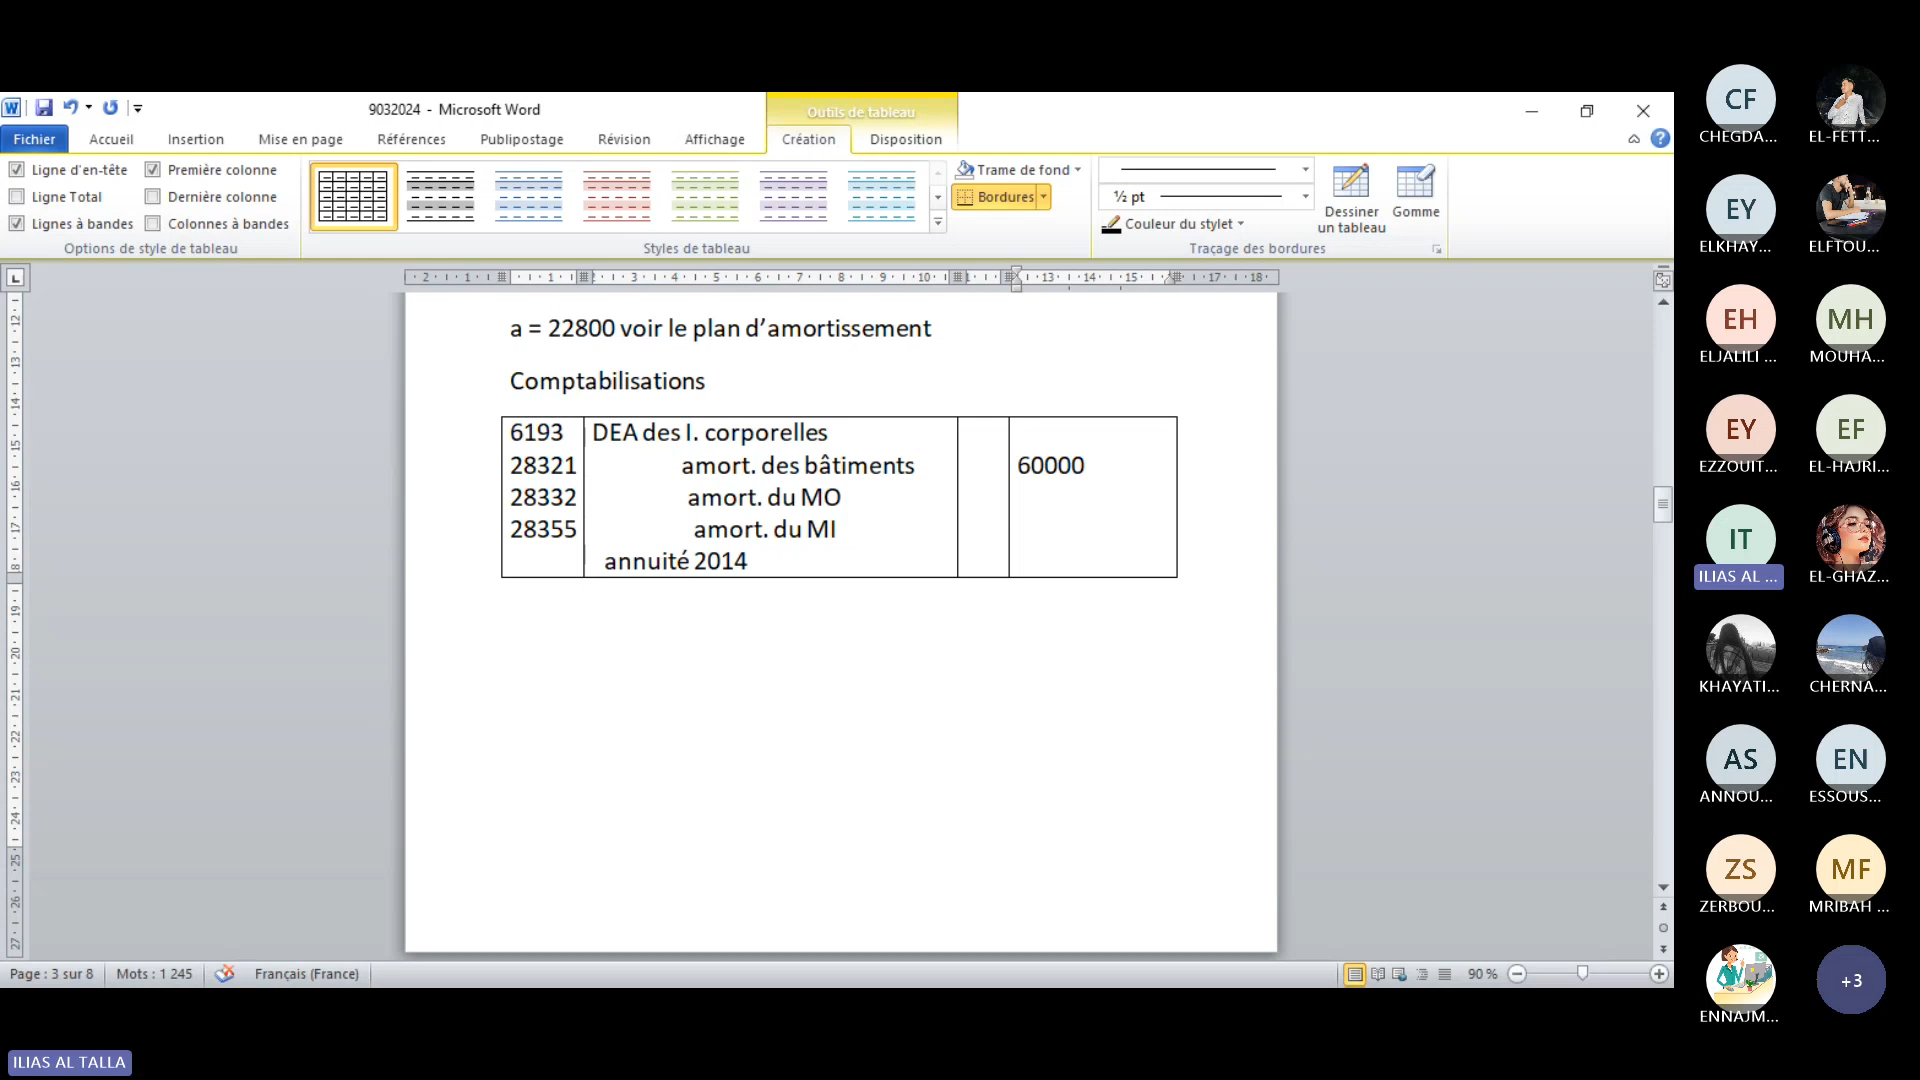 9032024 - Microsoft Word
Outils de tableau
Fichier Accueil Insertion Mise en page Références Publipostage Révision Affichage Création Disposition
Ligne d'en-tête Première colonne
Ligne Total Dernière colonne
Lignes à bandes Colonnes à bandes
Options de style de tableau
Styles de tableau
Trame de fond
Bordures
½ pt
Couleur du stylet
Dessiner un tableau
Gomme
Traçage des bordures
a = 22800 voir le plan d’amortissement
Comptabilisations
6193 DEA des I. corporelles
28321 amort. des bâtiments 60000
28332 amort. du MO
28355 amort. du MI
annuité 2014
Page : 3 sur 8 Mots : 1 245 Français (France) 90 %
CF
CHEGDA... EL-FETT...
EY
ELKHAY... ELFTOU...
EH MH
ELJALILI ... MOUHA...
EY EF
EZZOUIT... EL-HAJRI...
IT
ILIAS AL ... EL-GHAZ...
KHAYATI... CHERNA...
AS EN
ANNOU... ESSOUS...
ZS MF
ZERBOU... MRIBAH ...
+3
ENNAJM...
ILIAS AL TALLA